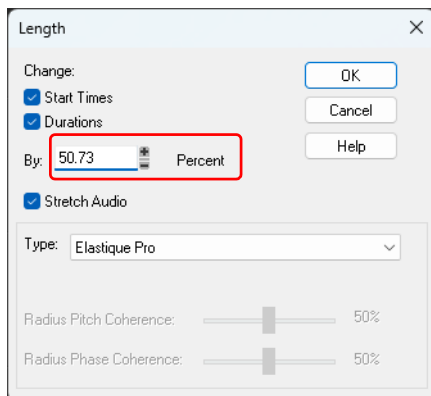 Length
Change:
Start Times
Durations
By: 50.73 Percent
Stretch Audio
OK
Cancel
Help
Type: Elastique Pro
Radius Pitch Coherence: 50%
Radius Phase Coherence: 50%